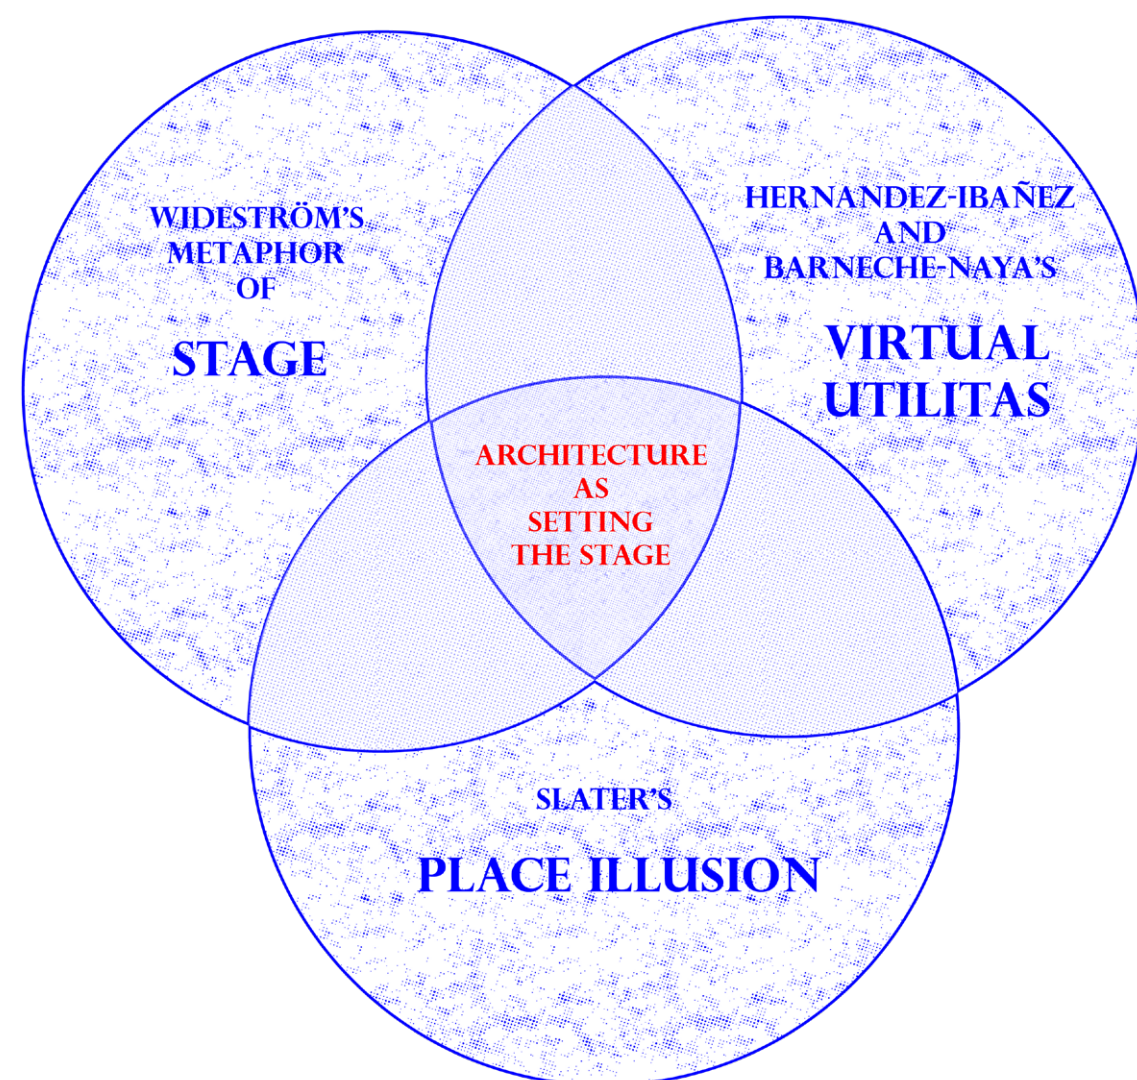 WIDESTRÖM'S
METAPHOR
OF
STAGE
HERNANDEZ-IBAÑEZ
AND
BARNECHE-NAYA'S
VIRTUAL
UTILITAS
ARCHITECTURE
AS
SETTING
THE STAGE
SLATER'S
PLACE ILLUSION